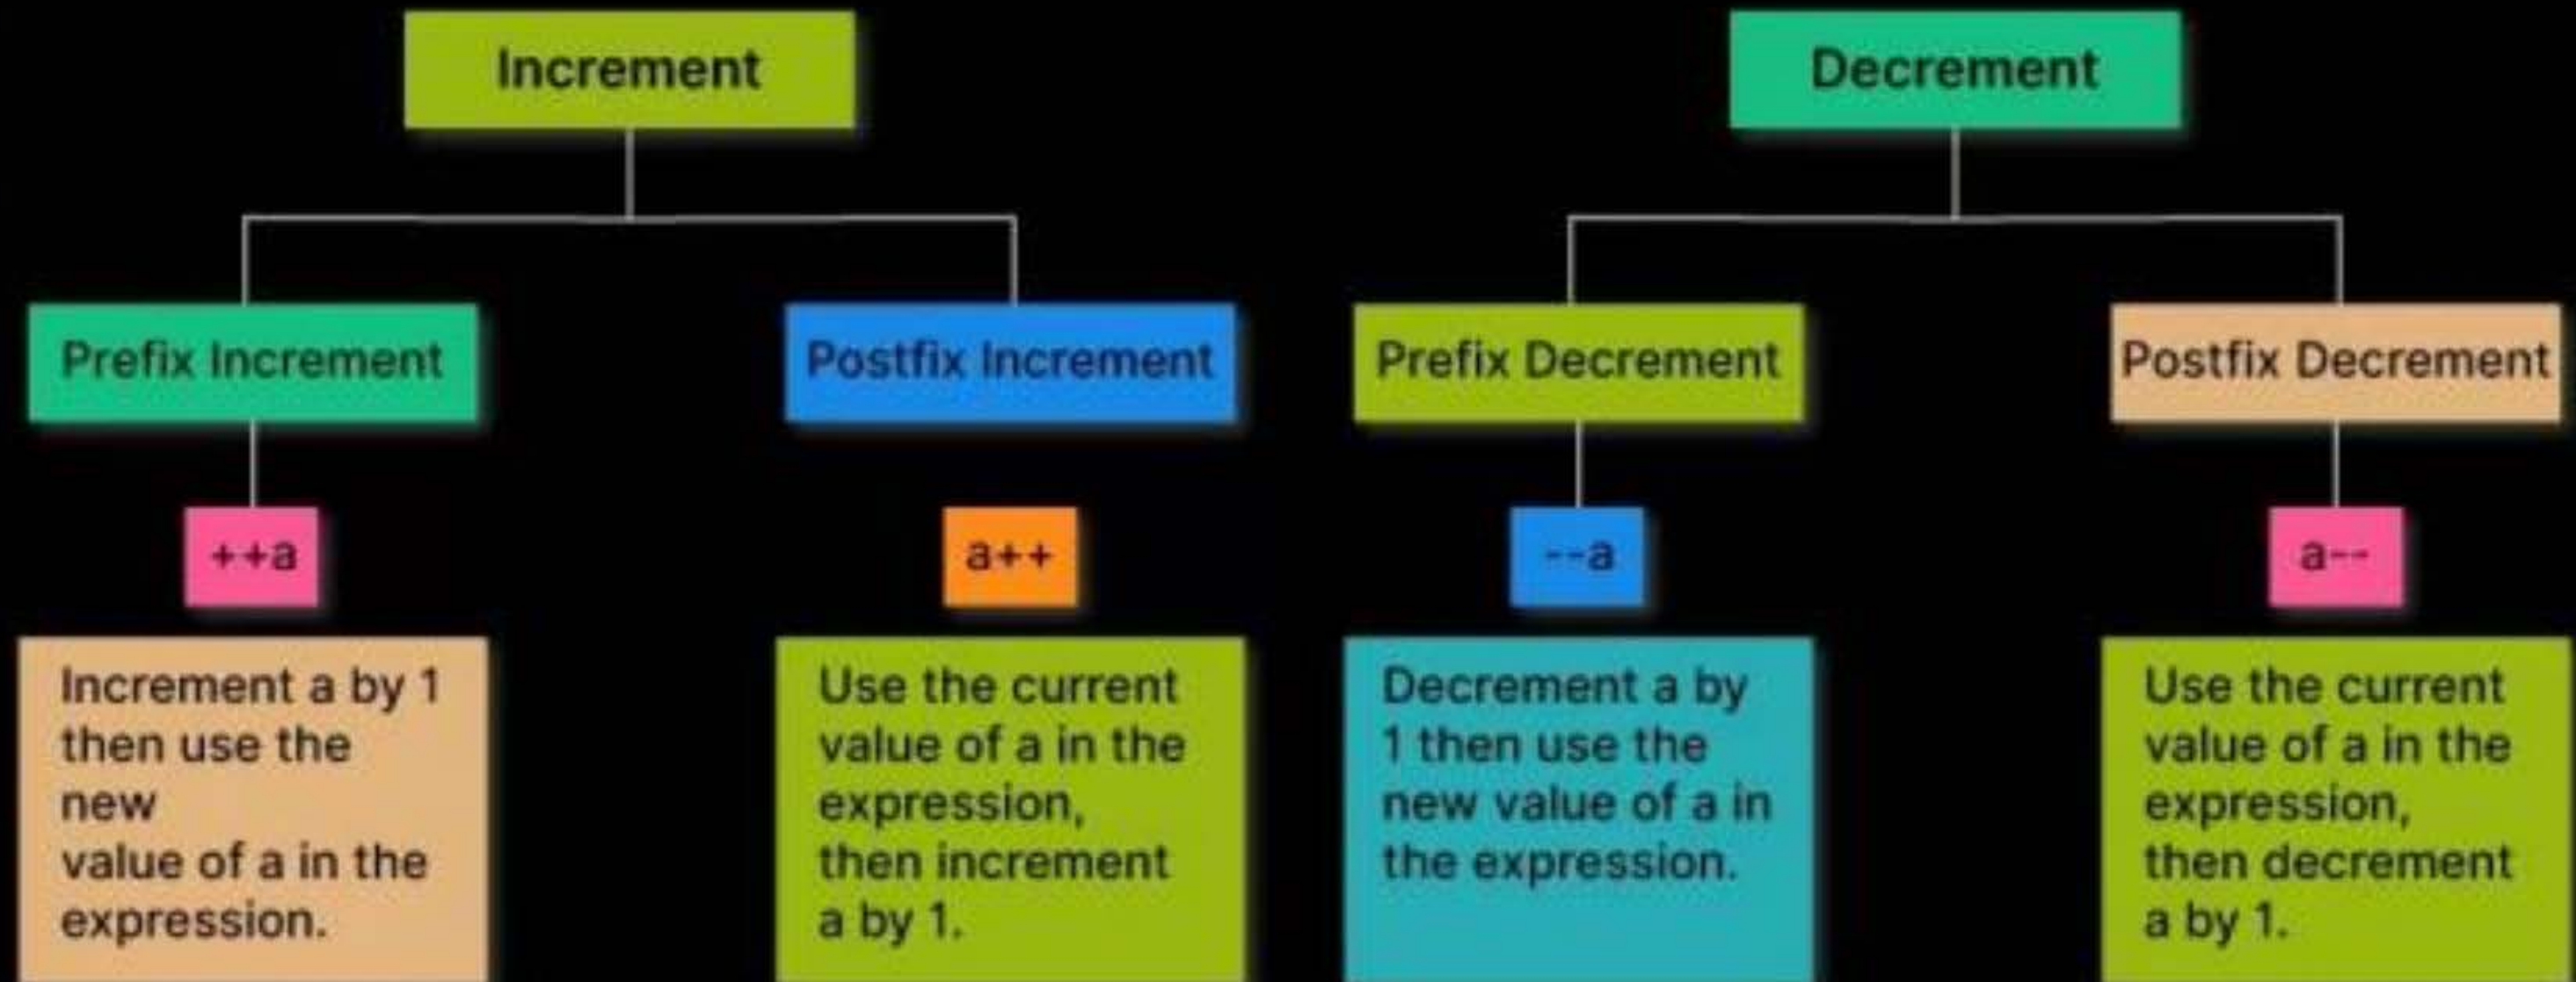 Increment
Decrement
Prefix Increment
Postfix Increment
Prefix Decrement
Postfix Decrement
++a
a++
--a
a--
Increment a by 1
then use the
new
value of a in the
expression.
Use the current
value of a in the
expression,
then increment
a by 1.
Decrement a by
1 then use the
new value of a in
the expression.
Use the current
value of a in the
expression,
then decrement
a by 1.